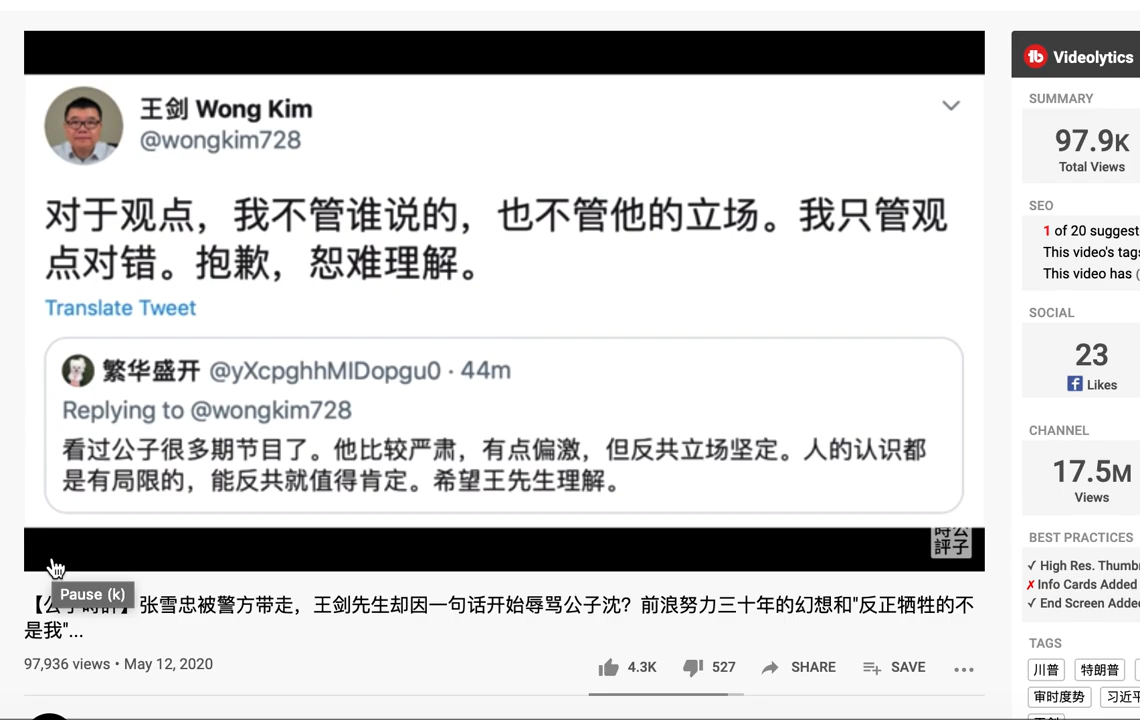 王剑 Wong Kim
@wongkim728
对于观点，我不管谁说的，也不管他的立场。我只管观
点对错。抱歉，恕难理解。
Translate Tweet
繁华盛开 @yXcpghhMIDopgu0 · 44m
Replying to @wongkim728
看过公子很多期节目了。他比较严肃，有点偏激，但反共立场坚定。人的认识都
是有局限的，能反共就值得肯定。希望王先生理解。
時公
評子
Pause (k)
张雪忠被警方带走，王剑先生却因一句话开始辱骂公子沈？前浪努力三十年的幻想和"反正牺牲的不
是我"...
97,936 views • May 12, 2020
4.3K
527
SHARE
SAVE
Videolytics
SUMMARY
97.9K
Total Views
SEO
1 of 20 suggest
This video's tags
This video has (
SOCIAL
23
f Likes
CHANNEL
17.5M
Views
BEST PRACTICES
✓ High Res. Thumb
✗ Info Cards Added
✓ End Screen Added
TAGS
川普
特朗普
审时度势
习近平